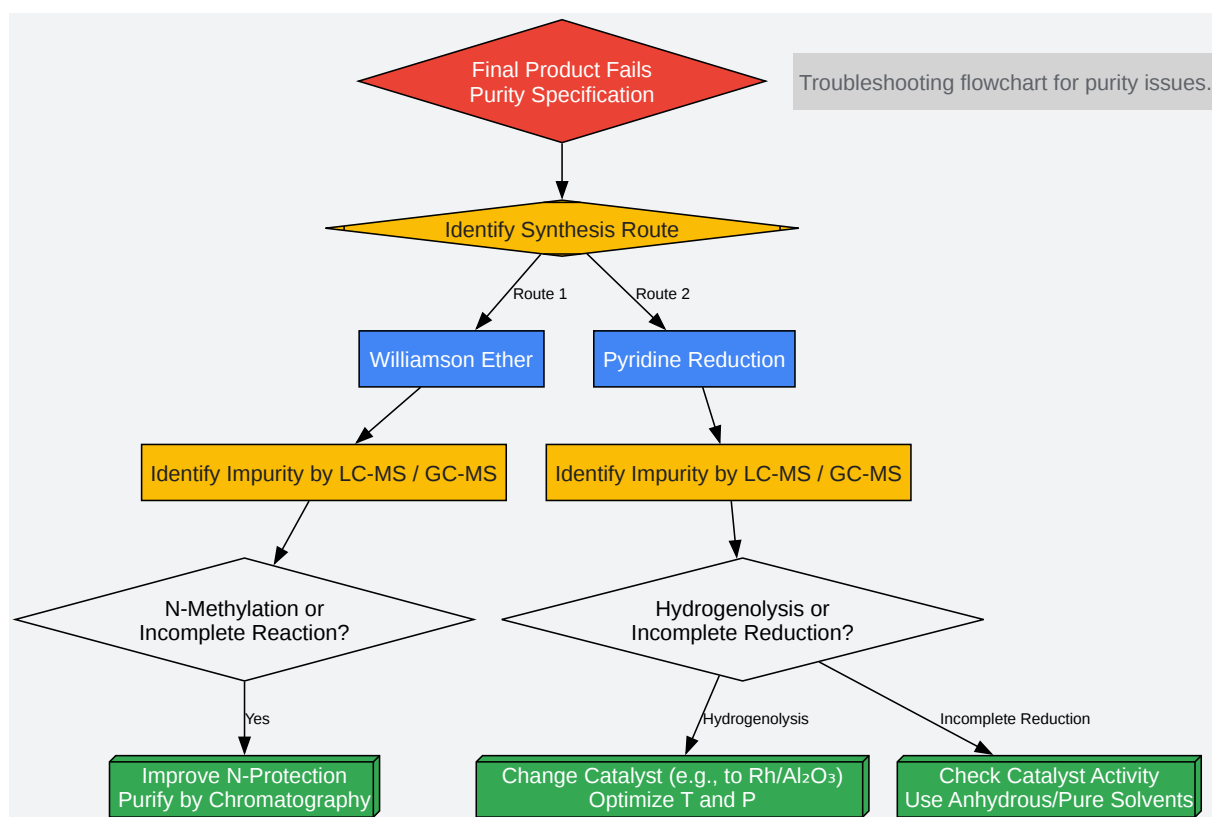 Final Product Fails
Purity Specification
Troubleshooting flowchart for purity issues.
Identify Synthesis Route
Route 1
Route 2
Williamson Ether
Pyridine Reduction
Identify Impurity by LC-MS / GC-MS
Identify Impurity by LC-MS / GC-MS
N-Methylation or
Incomplete Reaction?
Hydrogenolysis or
Incomplete Reduction?
Yes
Hydrogenolysis
Incomplete Reduction
Improve N-Protection
Purify by Chromatography
Change Catalyst (e.g., to Rh/Al₂O₃)
Optimize T and P
Check Catalyst Activity
Use Anhydrous/Pure Solvents